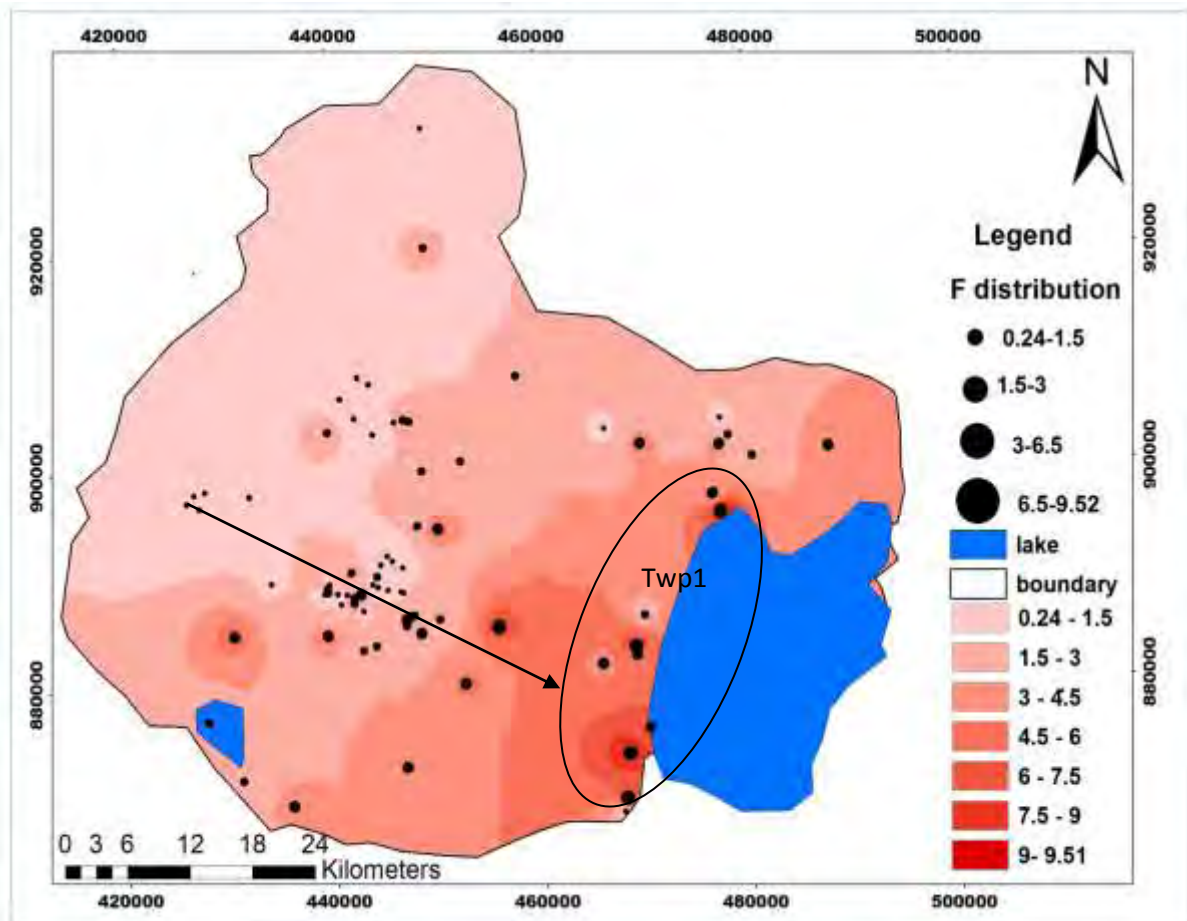 420000 440000 460000 480000 500000
N
920000
920000
Legend
F distribution
0.24-1.5
1.5-3
900000
900000
3-6.5
6.5-9.52
lake
Twp1
boundary
0.24 - 1.5
1.5 - 3
880000
880000
3 - 4.5
4.5 - 6
6 - 7.5
7.5 - 9
9- 9.51
0 3 6 12 18 24
Kilometers
420000 440000 460000 480000 500000